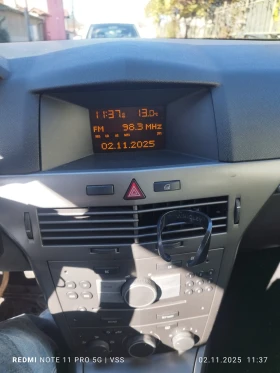 11:37 13.0
FM 98.3 MHz
02.11.2025
REDMI NOTE 11 PRO 5G | VSS
02.11.2025 11:37